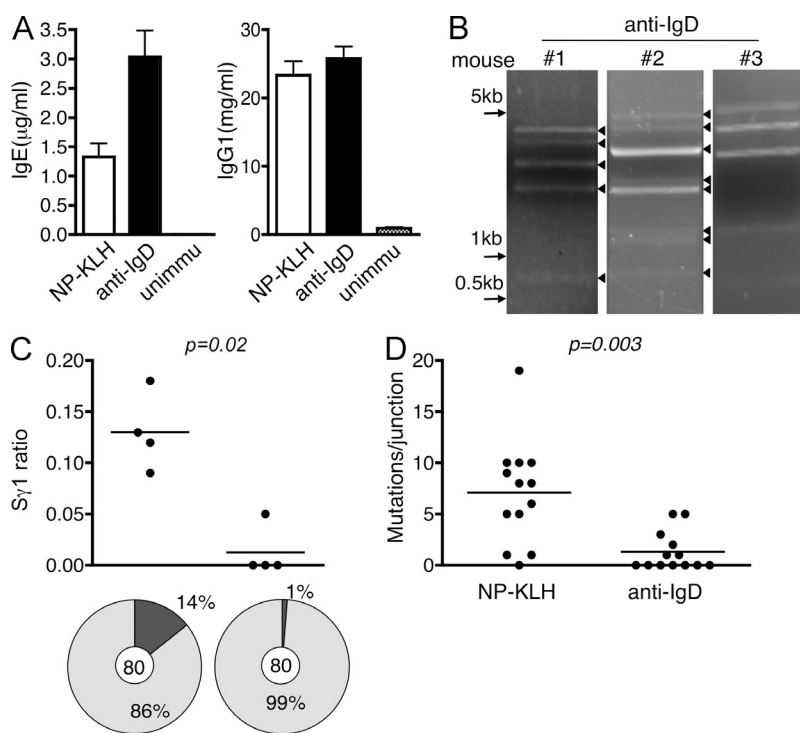 A
IgE(μg/ml)
3.5
3.0
2.5
2.0
1.5
1.0
0.5
0.0
NP-KLH
anti-IgD
unimmu
IgG1(mg/ml)
30
20
10
0
NP-KLH
anti-IgD
unimmu
B
anti-IgD
mouse #1 #2 #3
5kb
1kb
0.5kb
C
p=0.02
Sγ1 ratio
0.20
0.15
0.10
0.05
0.00
14%
80
86%
1%
80
99%
D
p=0.003
Mutations/junction
20
15
10
5
0
NP-KLH
anti-IgD